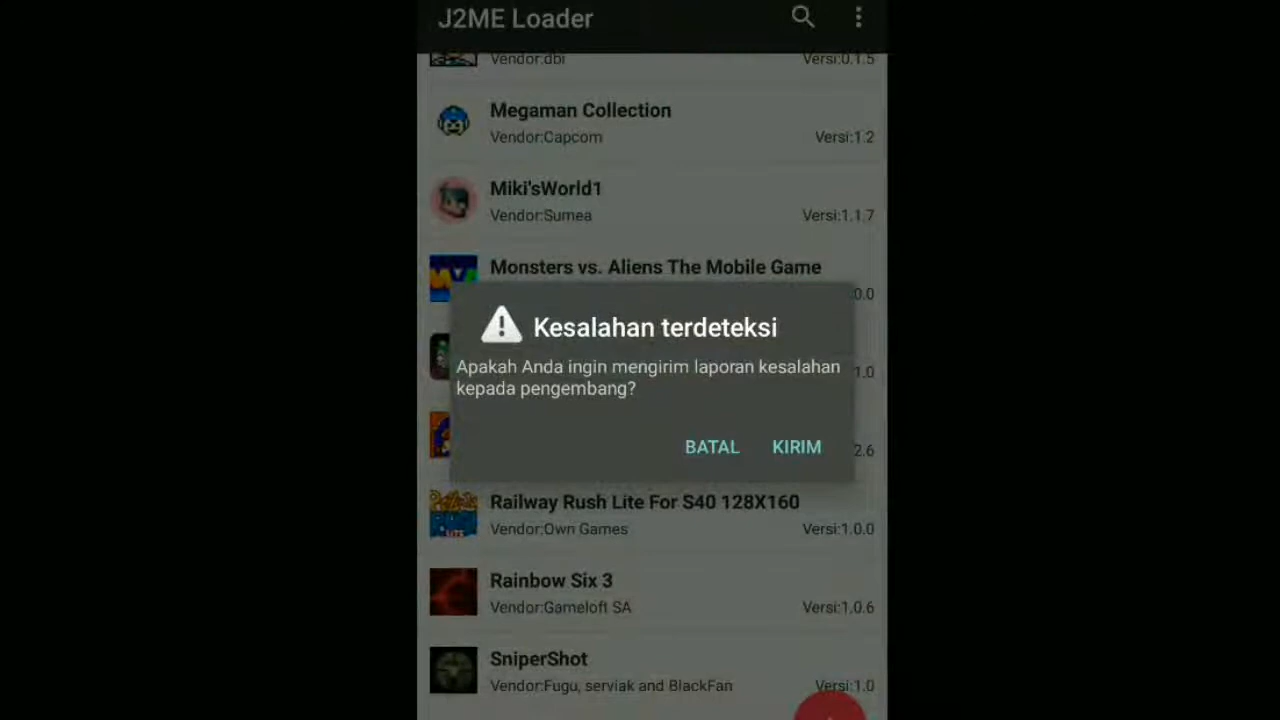 J2ME Loader
Vendor:dbi
Versi:0.1.5
Megaman Collection
Vendor:Capcom
Versi:1.2
Miki'sWorld1
Vendor:Sumea
Versi:1.1.7
Monsters vs. Aliens The Mobile Game
0.0
Kesalahan terdeteksi
Apakah Anda ingin mengirim laporan kesalahan
kepada pengembang?
1.0
BATAL
KIRIM
2.6
Railway Rush Lite For S40 128X160
Vendor:Own Games
Versi:1.0.0
Rainbow Six 3
Vendor:Gameloft SA
Versi:1.0.6
SniperShot
Vendor:Fugu, serviak and BlackFan
Versi:1.0